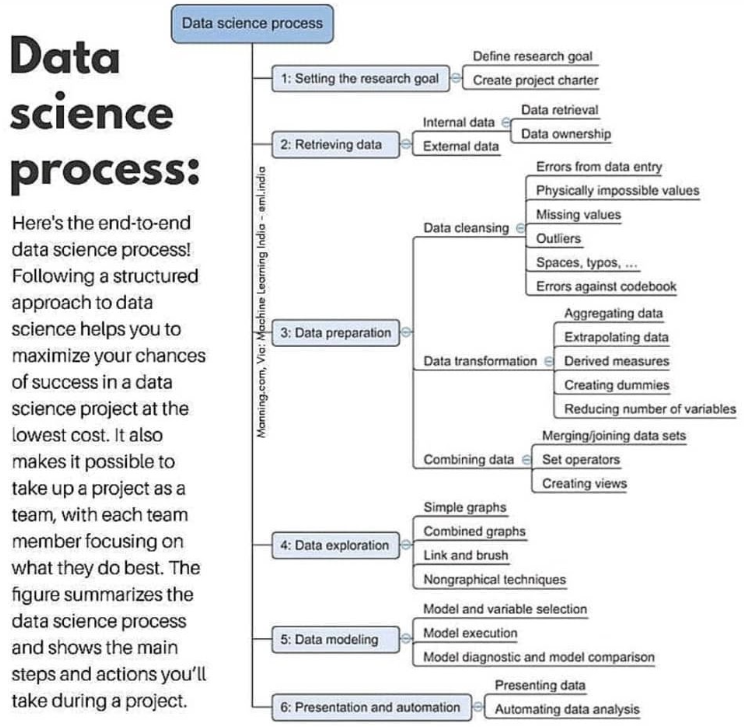 Data
science
process:
Here's the end-to-end
data science process!
Following a structured
approach to data
science helps you to
maximize your chances
of success in a data
science project at the
lowest cost. It also
makes it possible to
take up a project as a
team, with each team
member focusing on
what they do best. The
figure summarizes the
data science process
and shows the main
steps and actions you'll
take during a project.
Manning.com, Via: Machine Learning India - eml.india
Data science process
1: Setting the research goal
Define research goal
Create project charter
2: Retrieving data
Internal data
Data retrieval
Data ownership
External data
3: Data preparation
Data cleansing
Errors from data entry
Physically impossible values
Missing values
Outliers
Spaces, typos, ...
Errors against codebook
Data transformation
Aggregating data
Extrapolating data
Derived measures
Creating dummies
Reducing number of variables
Combining data
Merging/joining data sets
Set operators
Creating views
4: Data exploration
Simple graphs
Combined graphs
Link and brush
Nongraphical techniques
5: Data modeling
Model and variable selection
Model execution
Model diagnostic and model comparison
6: Presentation and automation
Presenting data
Automating data analysis